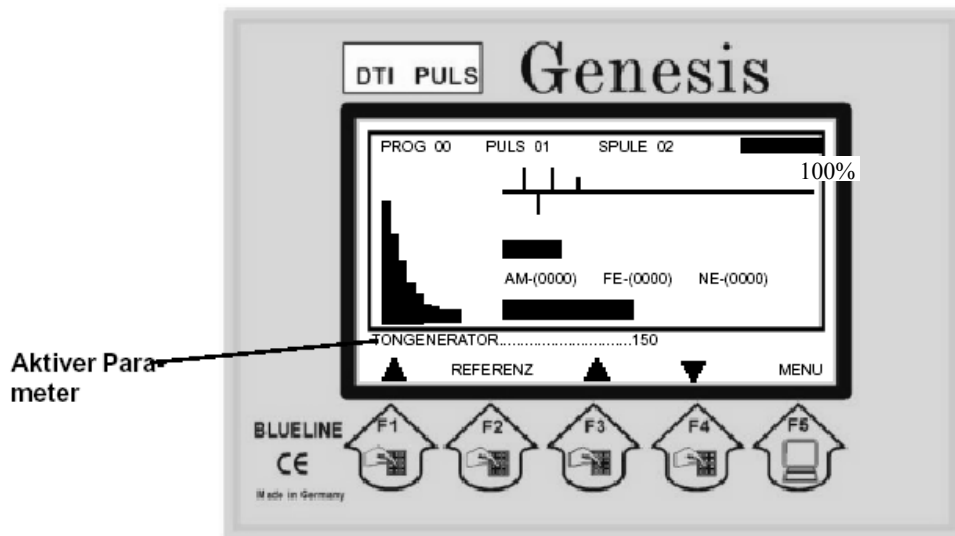 DTI PULS Genesis
PROG 00 PULS 01 SPULE 02
100%
AM-(0000) FE-(0000) NE-(0000)
TONGENERATOR..............................150
REFERENZ MENU
Aktiver Para-
meter
F1 F2 F3 F4 F5
BLUELINE
CE
Made in Germany